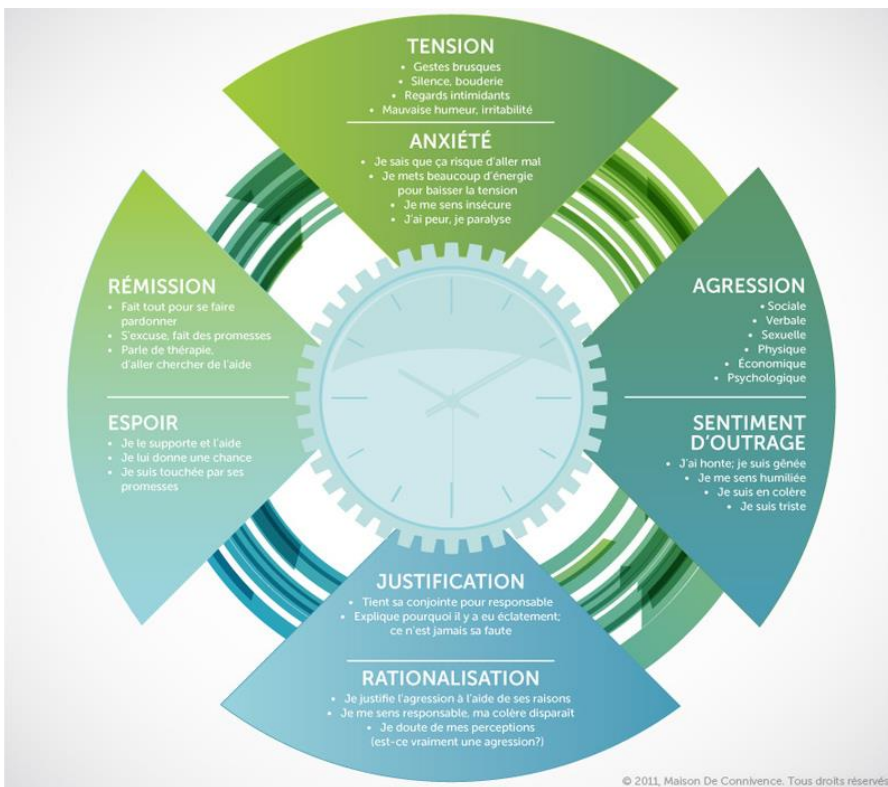 TENSION
• Gestes brusques
• Silence, bouderie
• Regards intimidants
• Mauvaise humeur, irritabilité
ANXIÉTÉ
• Je sais que ça risque d'aller mal
• Je mets beaucoup d'énergie
pour baisser la tension
• Je me sens insécure
• J'ai peur, je paralyse
AGRESSION
• Sociale
• Verbale
• Sexuelle
• Physique
• Économique
• Psychologique
SENTIMENT
D'OUTRAGE
• J'ai honte; je suis gênée
• Je me sens humiliée
• Je suis en colère
• Je suis triste
JUSTIFICATION
• Tient sa conjointe pour responsable
• Explique pourquoi il y a eu éclatement;
ce n'est jamais sa faute
RATIONALISATION
• Je justifie l'agression à l'aide de ses raisons
• Je me sens responsable, ma colère disparaît
• Je doute de mes perceptions
(est-ce vraiment une agression?)
RÉMISSION
• Fait tout pour se faire
pardonner
• S'excuse, fait des promesses
• Parle de thérapie,
d'aller chercher de l'aide
ESPOIR
• Je le supporte et l'aide
• Je lui donne une chance
• Je suis touchée par ses
promesses
© 2011, Maison De Connivence. Tous droits réservés